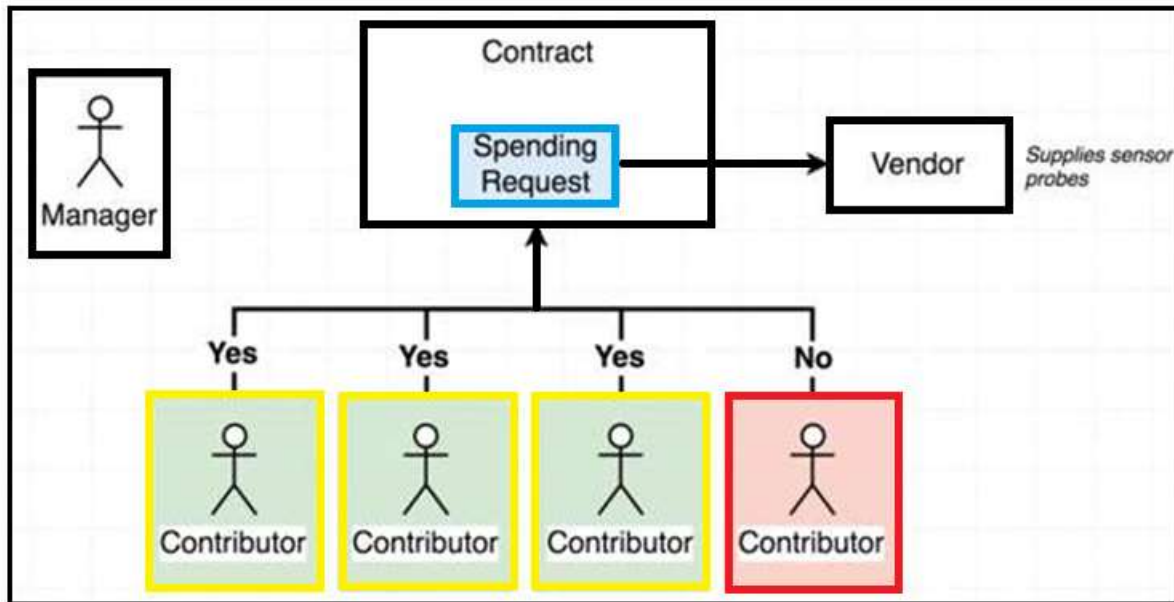 Contract
Spending
Request
Manager
Vendor
Supplies sensor
probes
Yes
Yes
Yes
No
Contributor
Contributor
Contributor
Contributor